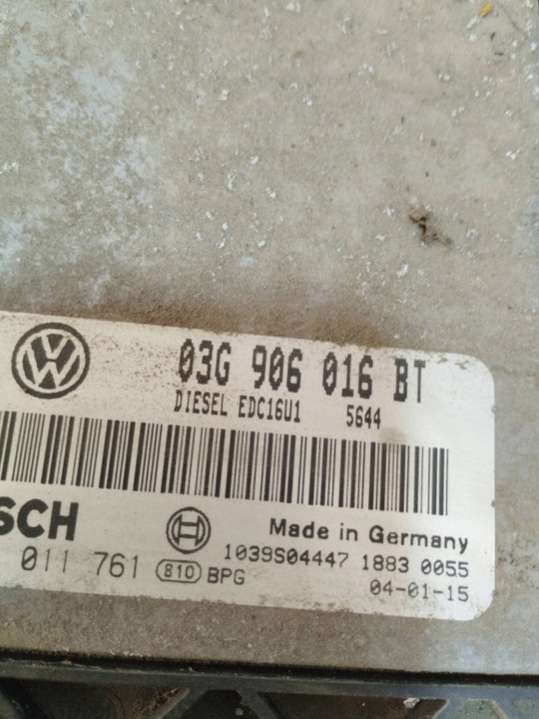 03G 906 016 BT
DIESEL EDC16U1 5644
SCH
Made in Germany
011 761 810 BPG
1039S04447 1883 0055
04-01-15